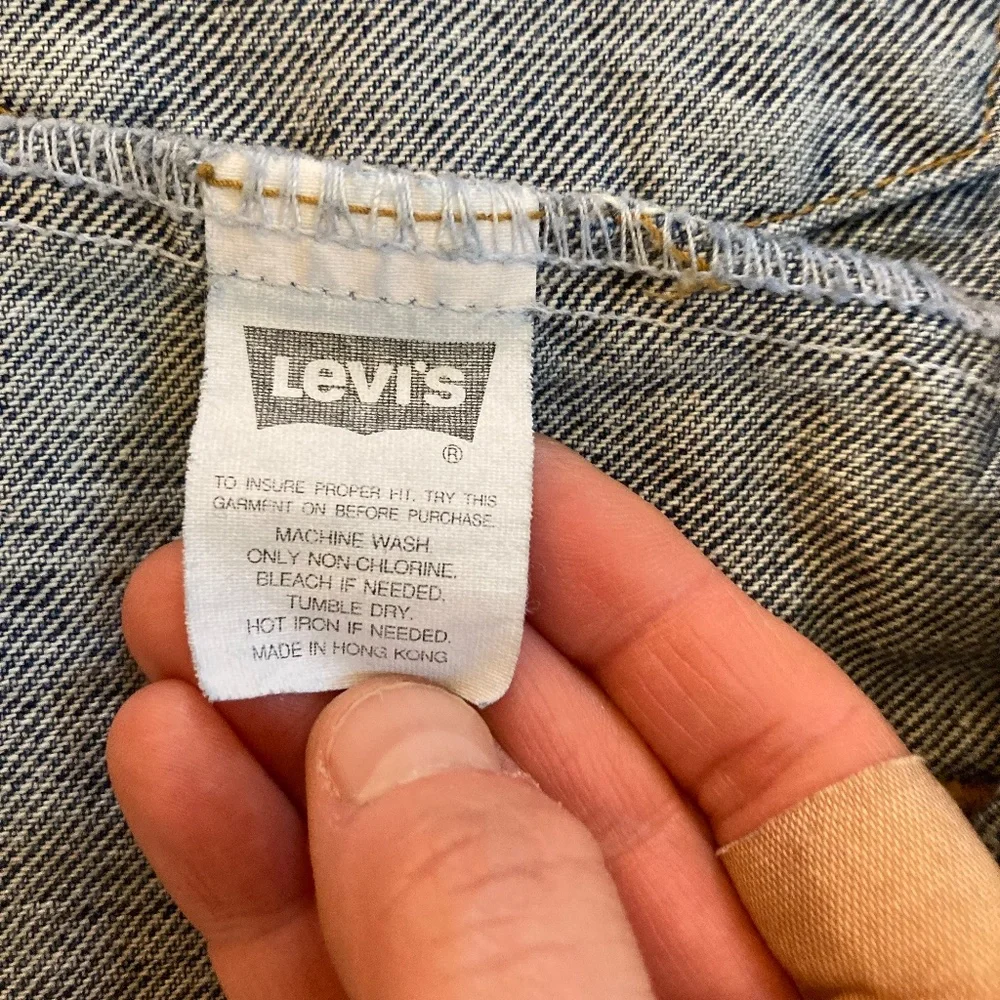 Levi's
®
TO INSURE PROPER FIT, TRY THIS
GARMENT ON BEFORE PURCHASE.
MACHINE WASH.
ONLY NON-CHLORINE.
BLEACH IF NEEDED.
TUMBLE DRY.
HOT IRON IF NEEDED.
MADE IN HONG KONG